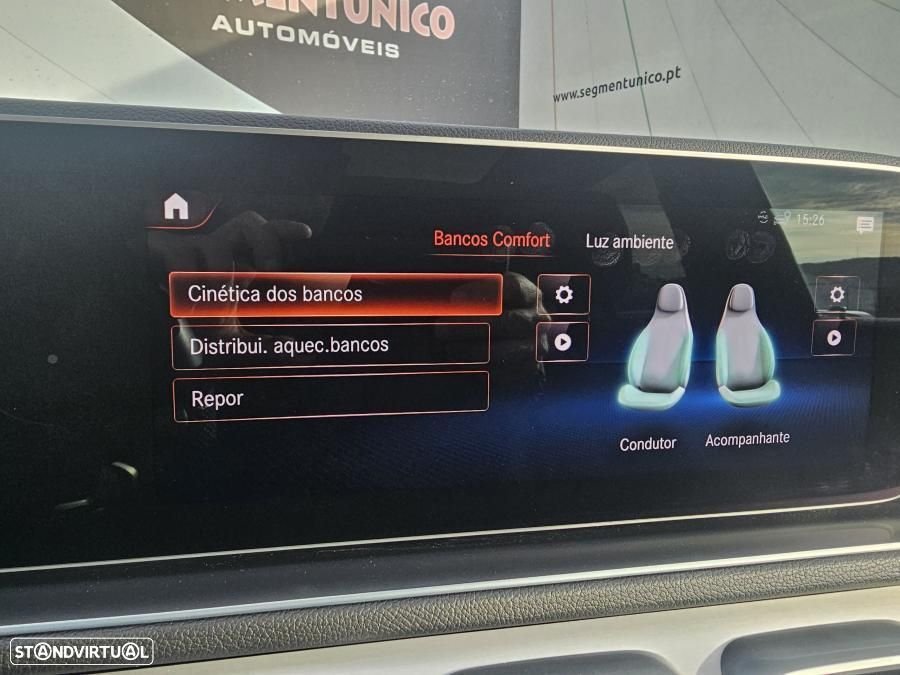 MENTÚNICO
AUTOMÓVEIS
www.segmentunico.pt
15:26
Bancos Comfort
Luz ambiente
Cinética dos bancos
Distribui. aquec.bancos
Repor
Condutor
Acompanhante
STANDVIRTUAL